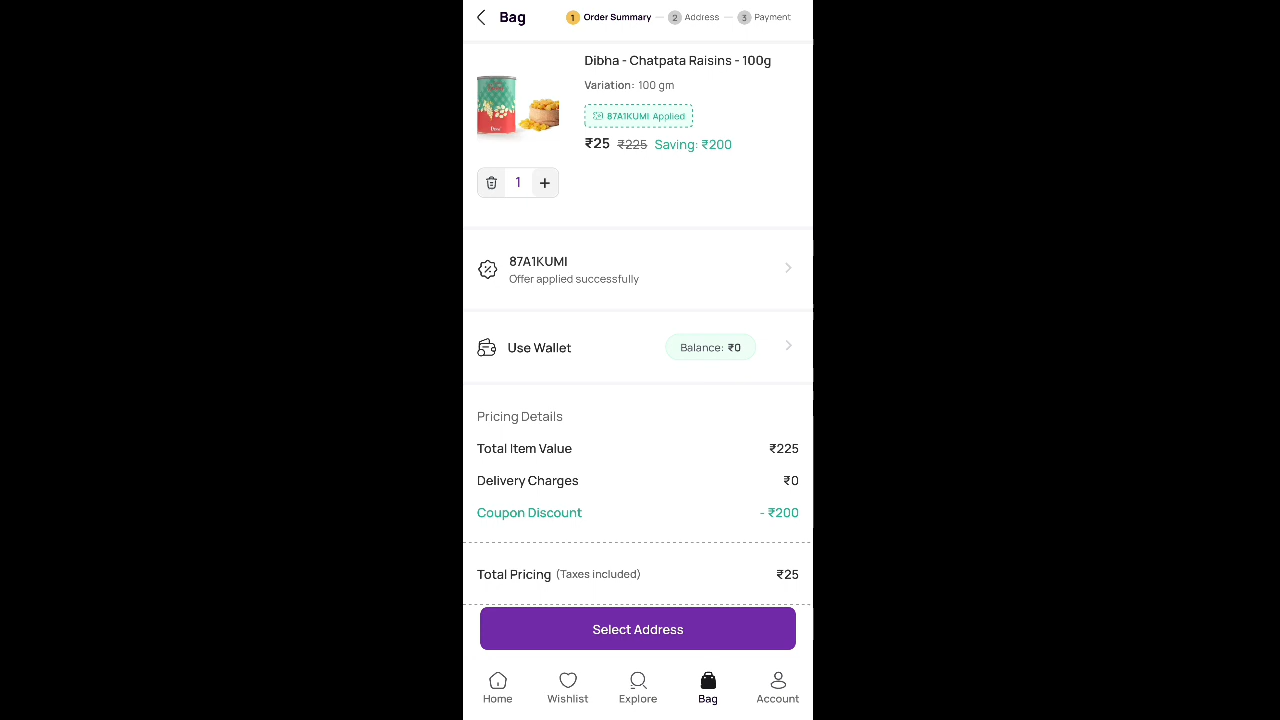 Bag
1 Order Summary
2 Address
3 Payment
Dibha - Chatpata Raisins - 100g
Variation: 100 gm
87A1KUMI Applied
₹25 ₹225 Saving: ₹200
1
87A1KUMI
Offer applied successfully
Use Wallet
Balance: ₹0
Pricing Details
Total Item Value ₹225
Delivery Charges ₹0
Coupon Discount - ₹200
Total Pricing (Taxes included) ₹25
Select Address
Home
Wishlist
Explore
Bag
Account